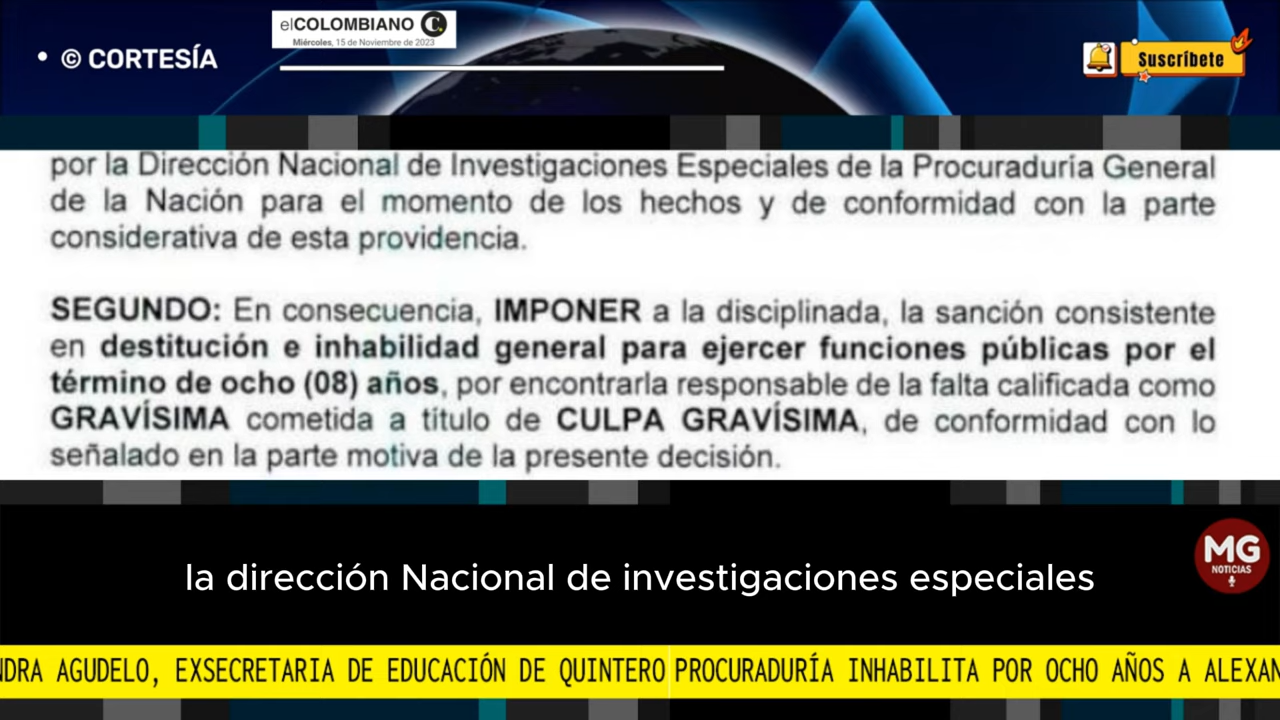 elCOLOMBIANO C.
Miércoles, 15 de Noviembre de 2023
• © CORTESÍA
Suscríbete
por la Dirección Nacional de Investigaciones Especiales de la Procuraduría General
de la Nación para el momento de los hechos y de conformidad con la parte
considerativa de esta providencia.
SEGUNDO: En consecuencia, IMPONER a la disciplinada, la sanción consistente
en destitución e inhabilidad general para ejercer funciones públicas por el
término de ocho (08) años, por encontrarla responsable de la falta calificada como
GRAVÍSIMA cometida a título de CULPA GRAVÍSIMA, de conformidad con lo
señalado en la parte motiva de la presente decisión.
la dirección Nacional de investigaciones especiales
MG
NOTICIAS
NDRA AGUDELO, EXSECRETARIA DE EDUCACIÓN DE QUINTERO PROCURADURÍA INHABILITA POR OCHO AÑOS A ALEXAN